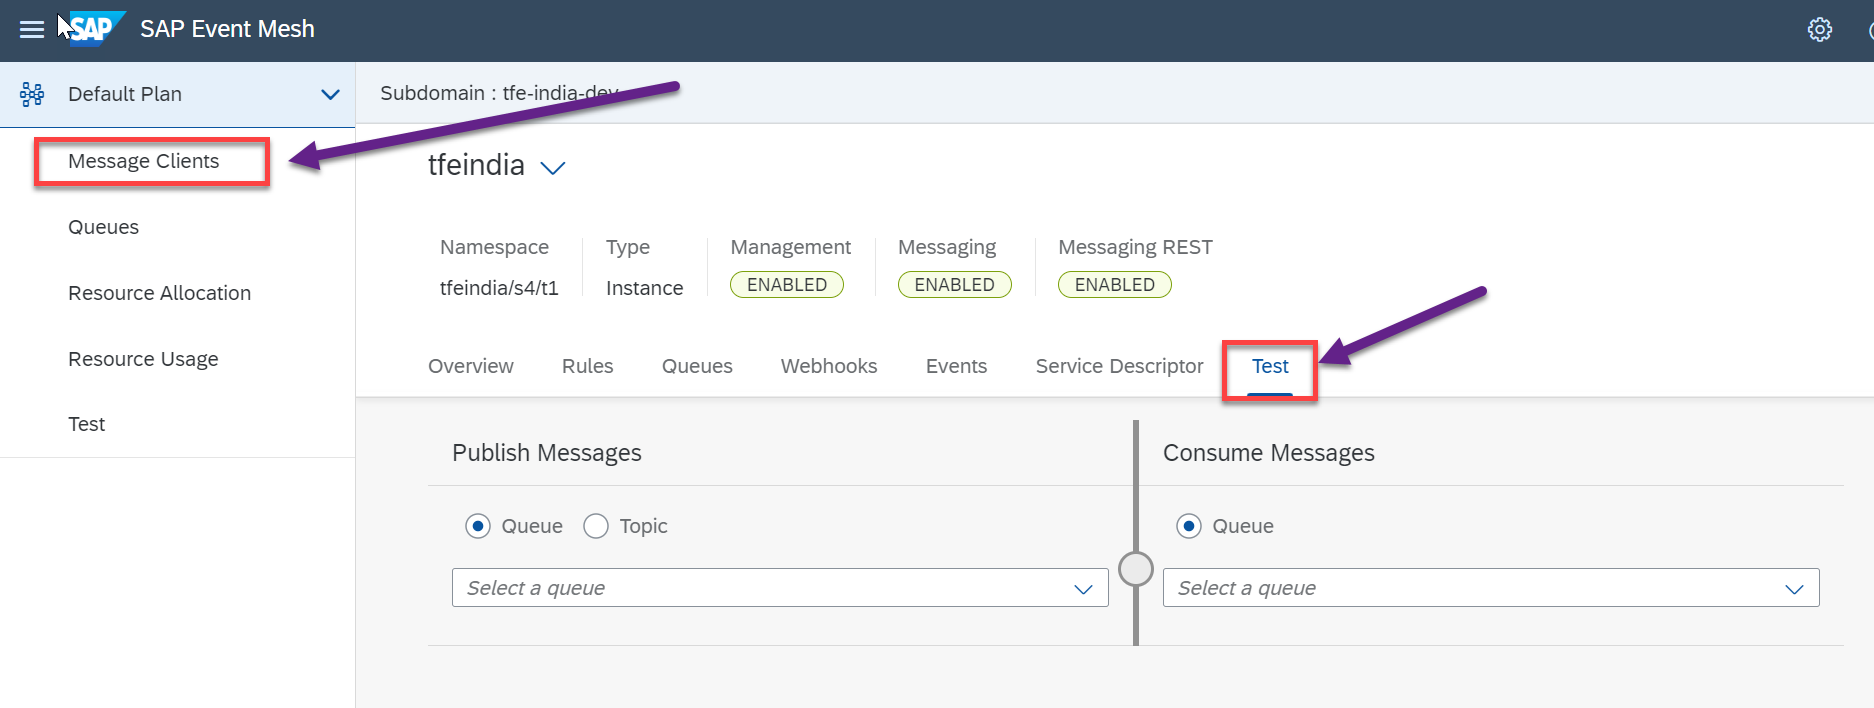 SAP SAP Event Mesh
Default Plan
Subdomain : tfe-india-dev
Message Clients
Queues
Resource Allocation
Resource Usage
Test
tfeindia
Namespace Type Management Messaging Messaging REST
tfeindia/s4/t1 Instance ENABLED ENABLED ENABLED
Overview Rules Queues Webhooks Events Service Descriptor Test
Publish Messages
Queue Topic
Select a queue
Consume Messages
Queue
Select a queue